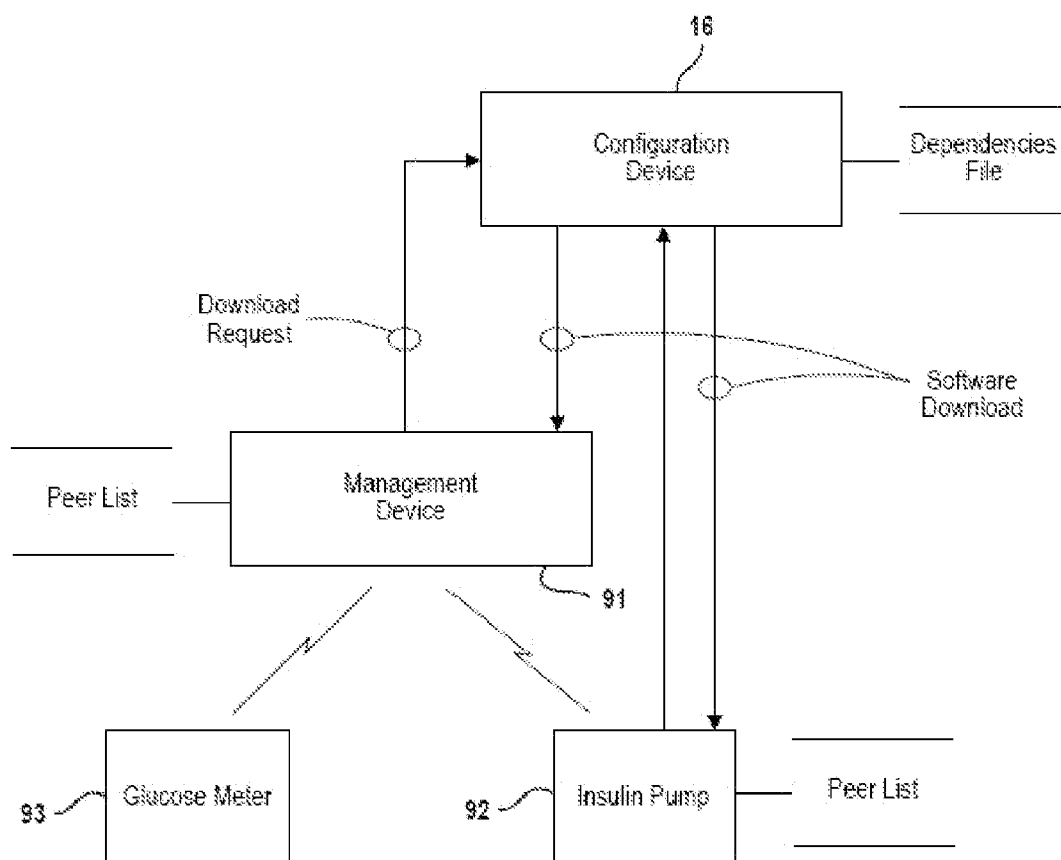 16
Configuration
Device
Dependencies
File
Download
Request
Software
Download
Peer List
Management
Device
91
93
Glucose Meter
92
Insulin Pump
Peer List